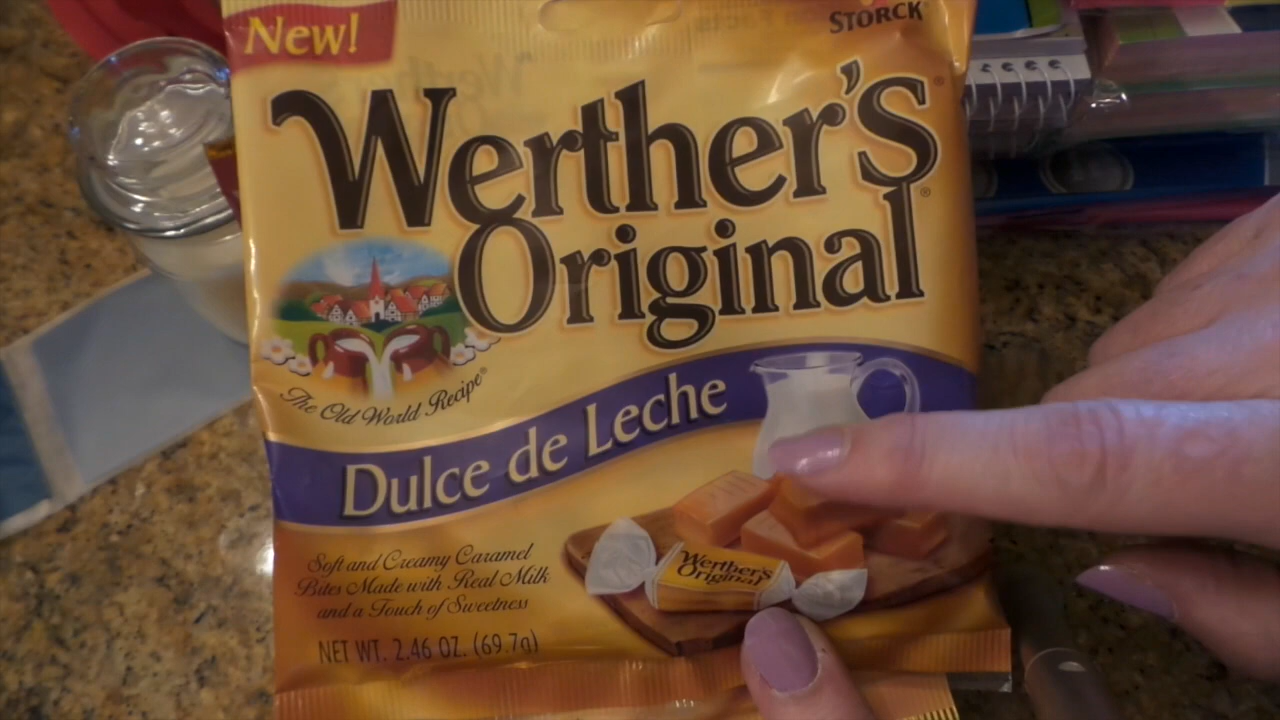 New!
STORCK®
Werther's®
Original®
The Old World Recipe®
Dulce de Leche
Soft and Creamy Caramel
Bites Made with Real Milk
and a Touch of Sweetness
Werther's
Original
NET WT. 2.46 OZ. (69.7g)